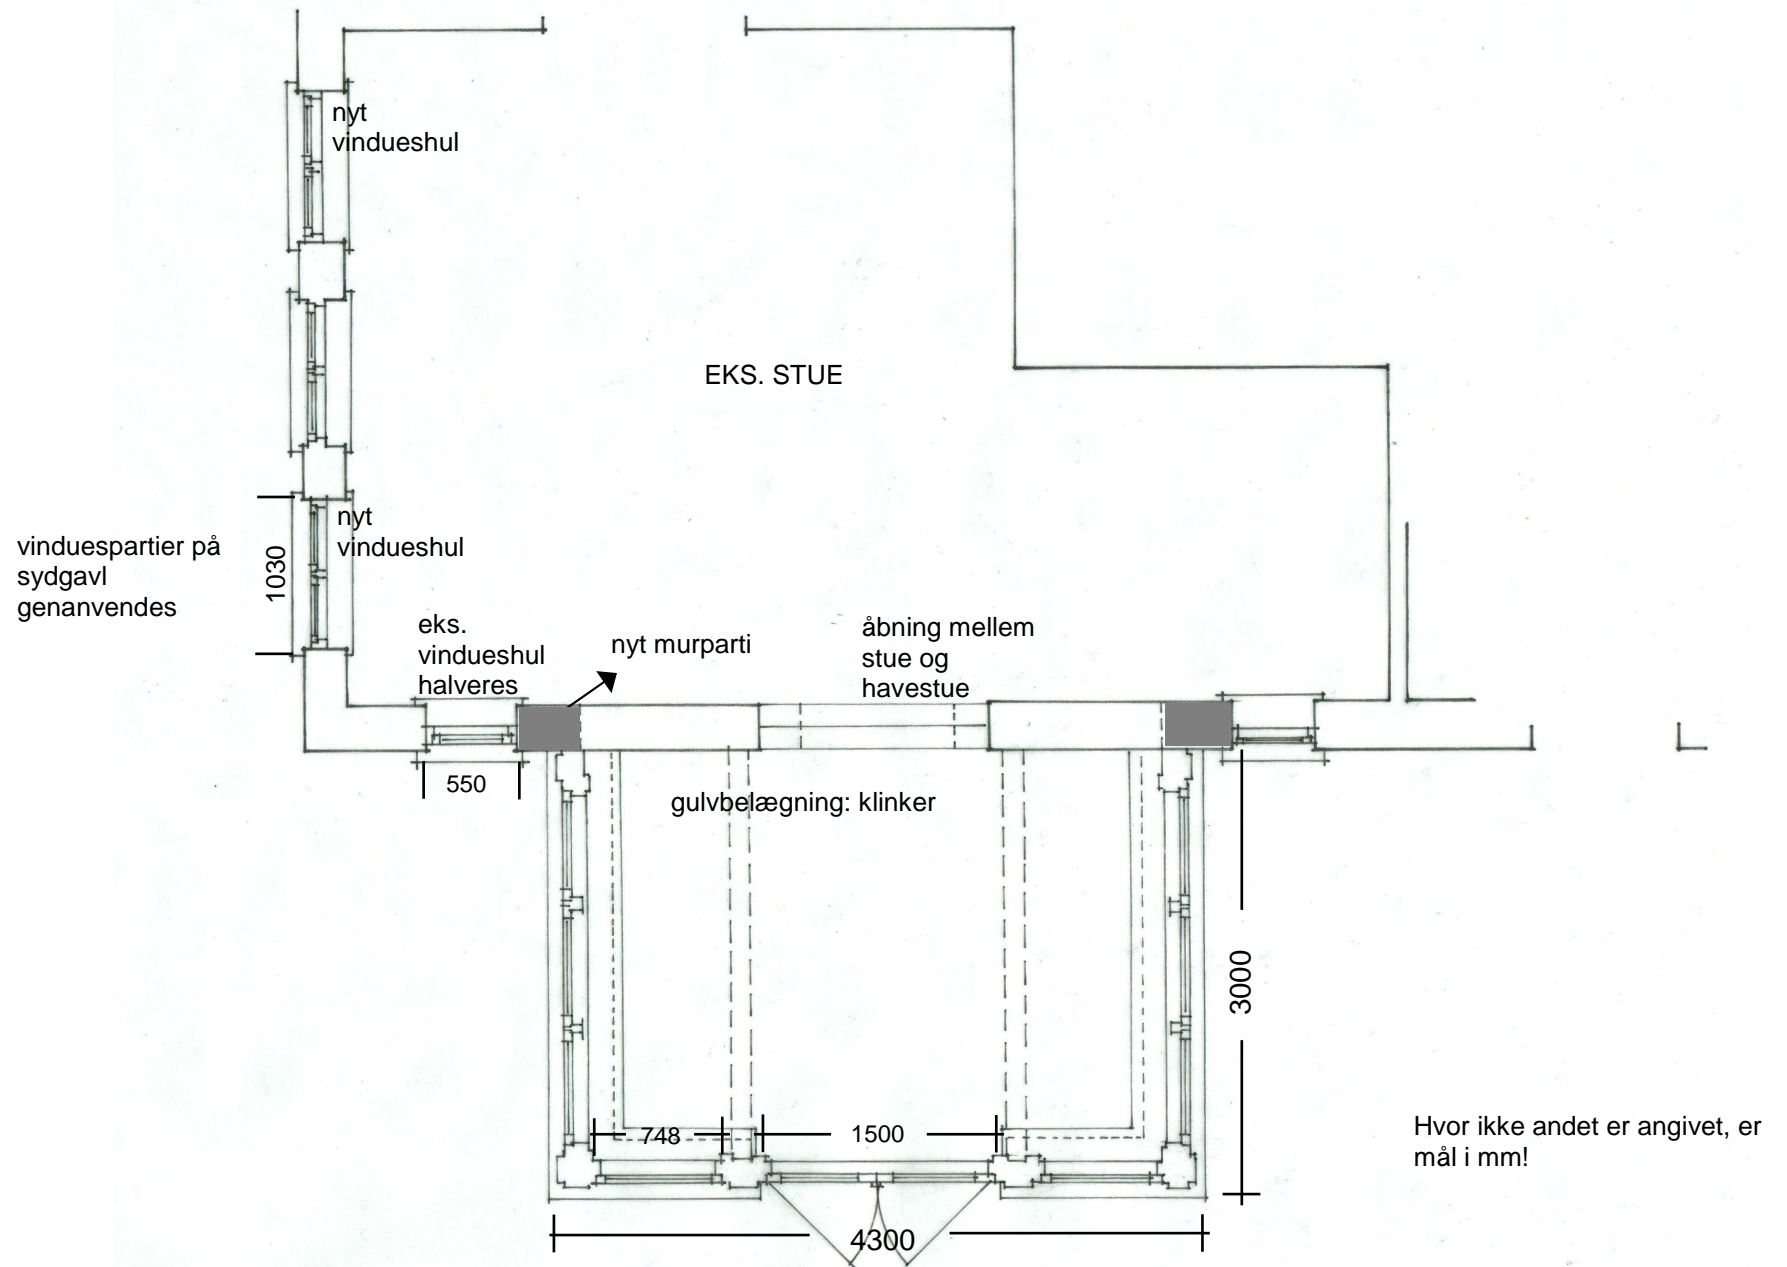 nyt
vindueshul
EKS. STUE
nyt
vindueshul
vinduespartier på
sydgavl
genanvendes
1030
eks.
vindueshul
halveres
nyt murparti
åbning mellem
stue og
havestue
550
gulvbelægning: klinker
3000
748
1500
Hvor ikke andet er angivet, er
mål i mm!
4300